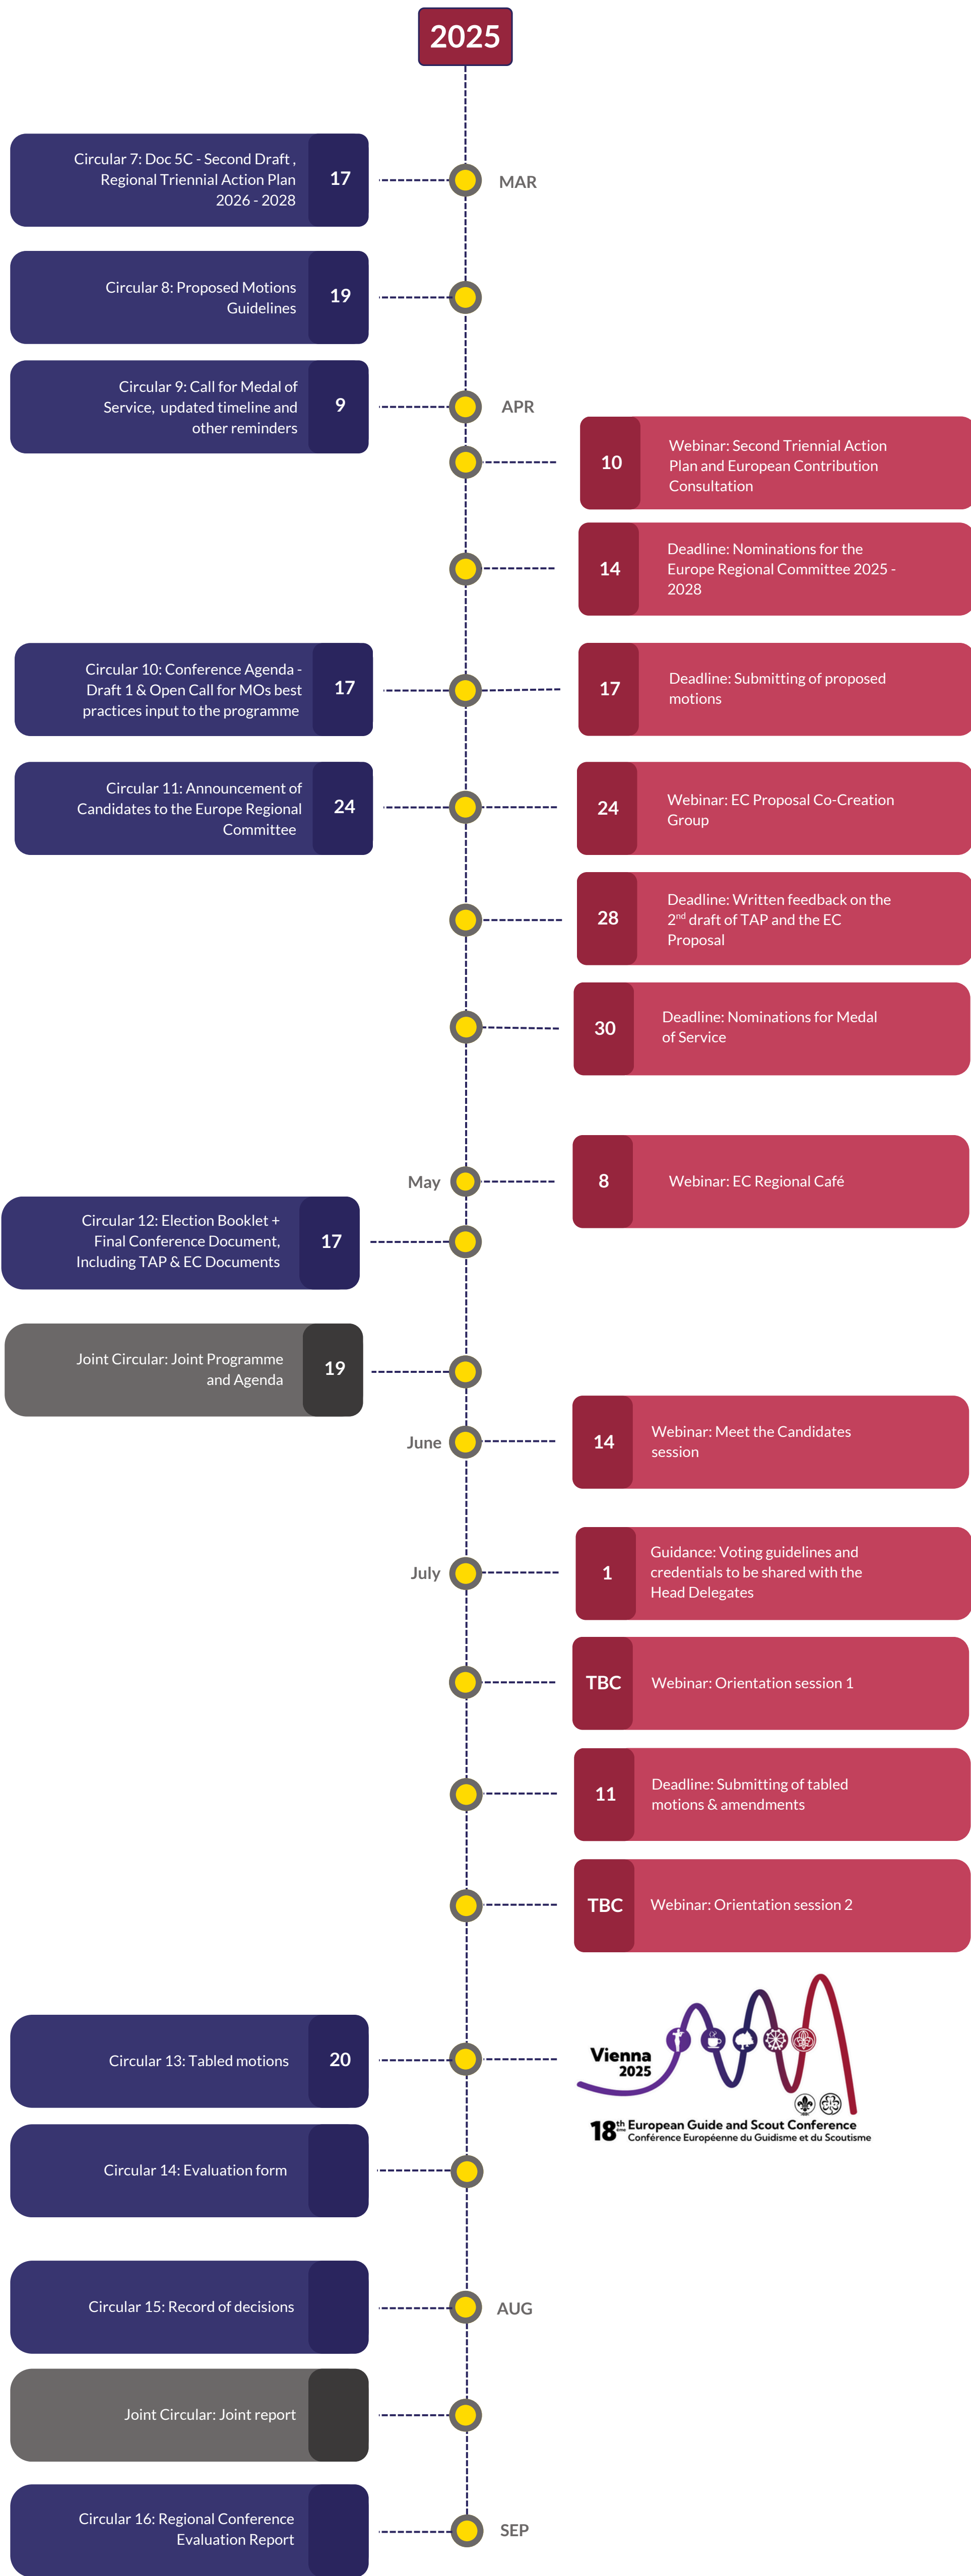 2025
Circular 7: Doc 5C - Second Draft ,
Regional Triennial Action Plan
2026 - 2028
17
MAR
Circular 8: Proposed Motions
Guidelines
19
Circular 9: Call for Medal of
Service, updated timeline and
other reminders
9
APR
10
Webinar: Second Triennial Action
Plan and European Contribution
Consultation
14
Deadline: Nominations for the
Europe Regional Committee 2025 -
2028
Circular 10: Conference Agenda -
Draft 1 & Open Call for MOs best
practices input to the programme
17
17
Deadline: Submitting of proposed
motions
Circular 11: Announcement of
Candidates to the Europe Regional
Committee
24
24
Webinar: EC Proposal Co-Creation
Group
28
Deadline: Written feedback on the
2nd draft of TAP and the EC
Proposal
30
Deadline: Nominations for Medal
of Service
May
8
Webinar: EC Regional Café
Circular 12: Election Booklet +
Final Conference Document,
Including TAP & EC Documents
17
Joint Circular: Joint Programme
and Agenda
19
June
14
Webinar: Meet the Candidates
session
July
1
Guidance: Voting guidelines and
credentials to be shared with the
Head Delegates
TBC
Webinar: Orientation session 1
11
Deadline: Submitting of tabled
motions & amendments
TBC
Webinar: Orientation session 2
Circular 13: Tabled motions
20
Vienna
2025
18th ème European Guide and Scout Conference
Conférence Européenne du Guidisme et du Scoutisme
Circular 14: Evaluation form
Circular 15: Record of decisions
AUG
Joint Circular: Joint report
Circular 16: Regional Conference
Evaluation Report
SEP